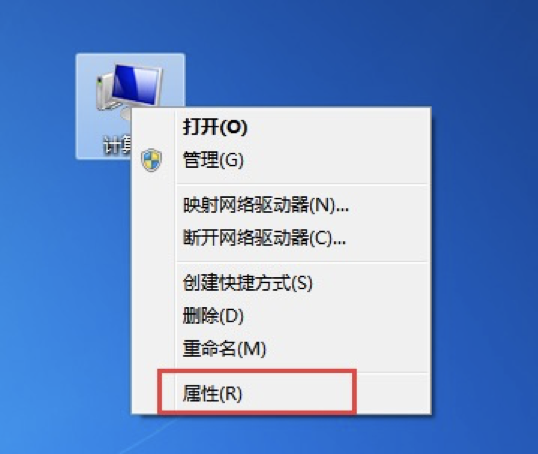 计算
打开(O)
管理(G)
映射网络驱动器(N)...
断开网络驱动器(C)...
创建快捷方式(S)
删除(D)
重命名(M)
属性(R)